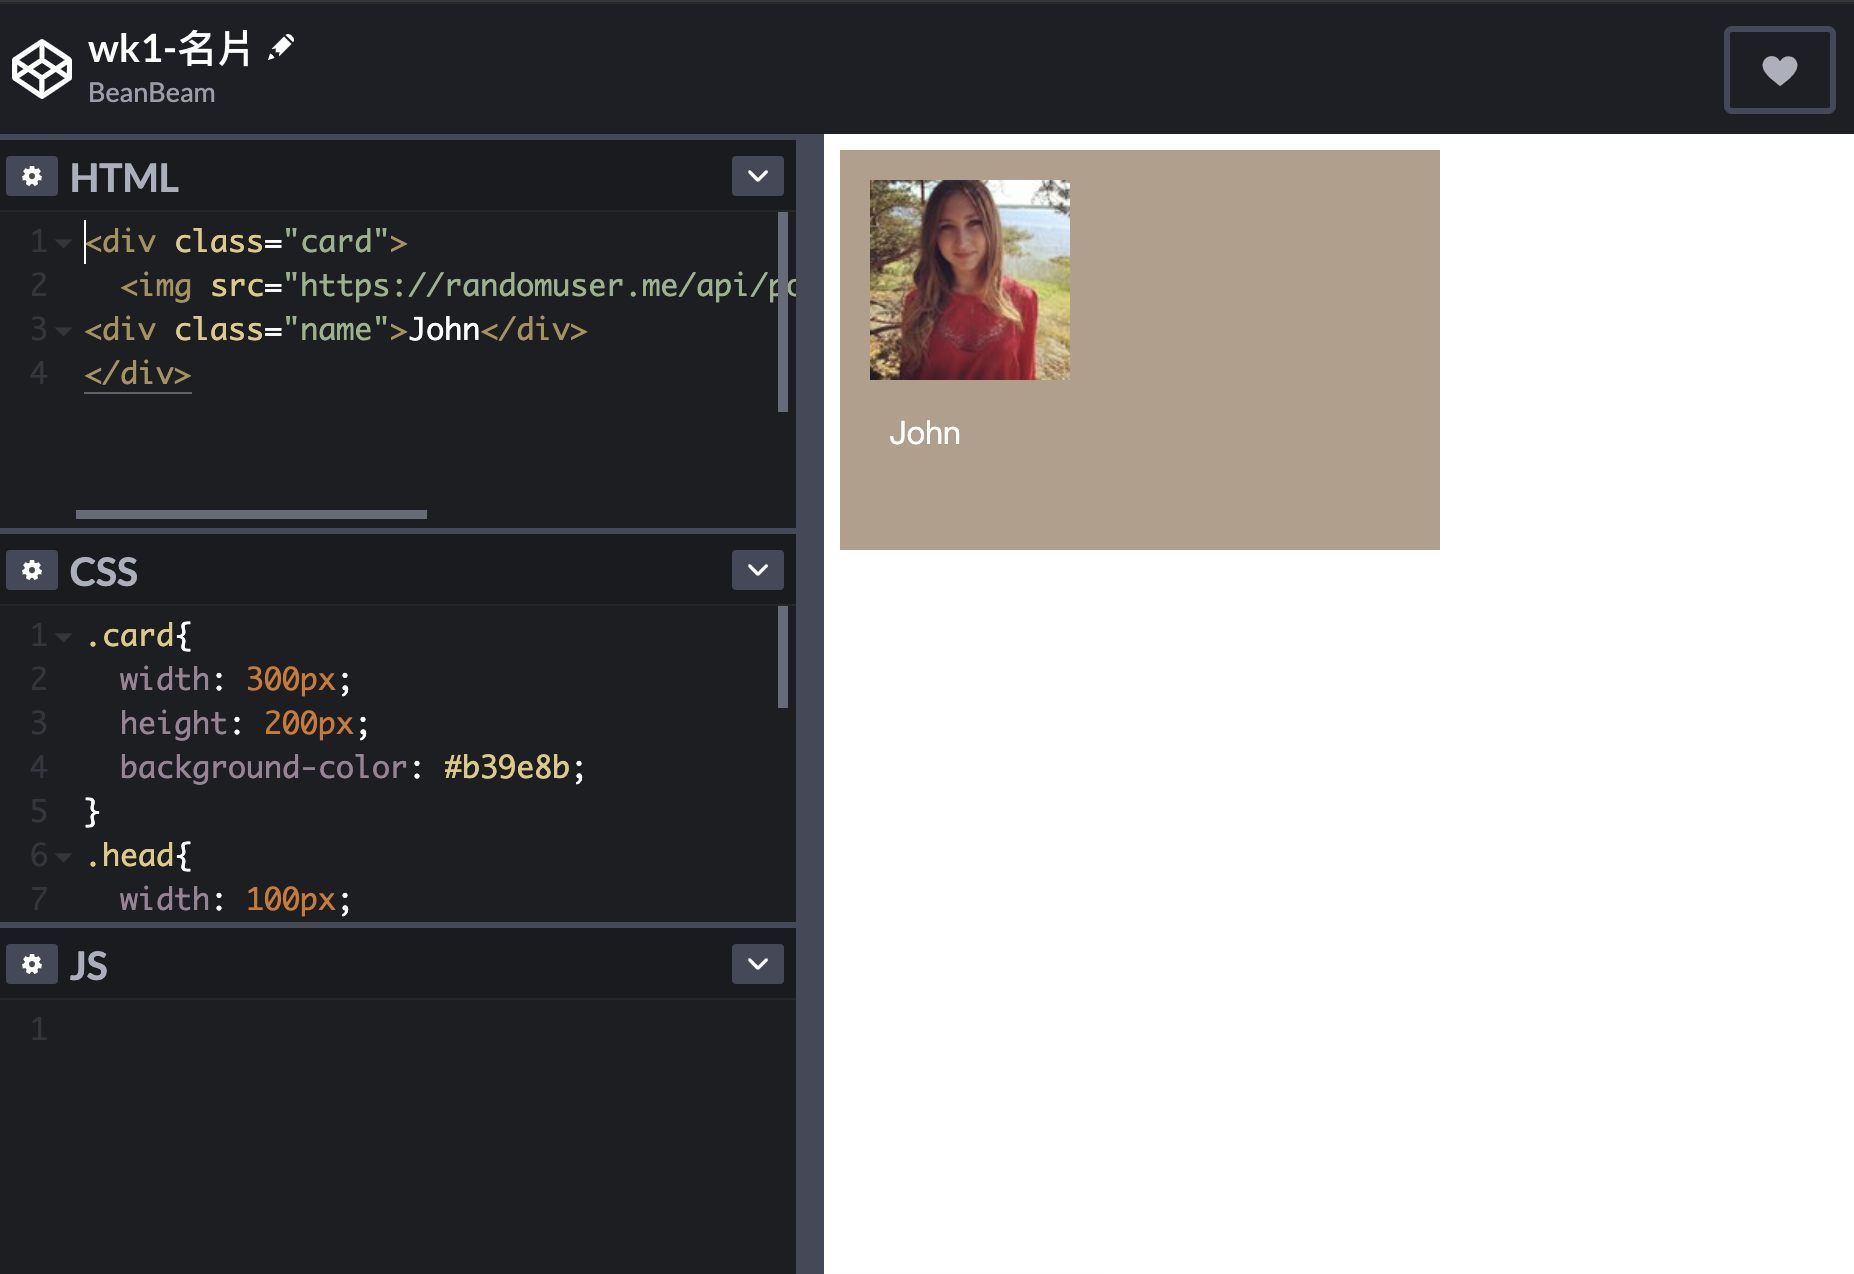 wk1-名片
BeanBeam
HTML
1 <div class="card">
2 <img src="https://randomuser.me/api/po
3 <div class="name">John</div>
4 </div>
CSS
1 .card{
2 width: 300px;
3 height: 200px;
4 background-color: #b39e8b;
5 }
6 .head{
7 width: 100px;
JS
1
John